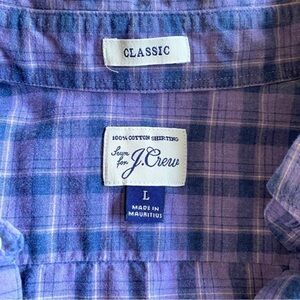 CLASSIC
100% COTTON SHIRTING
Sewn
for J.Crew
L
MADE IN
MAURITIUS